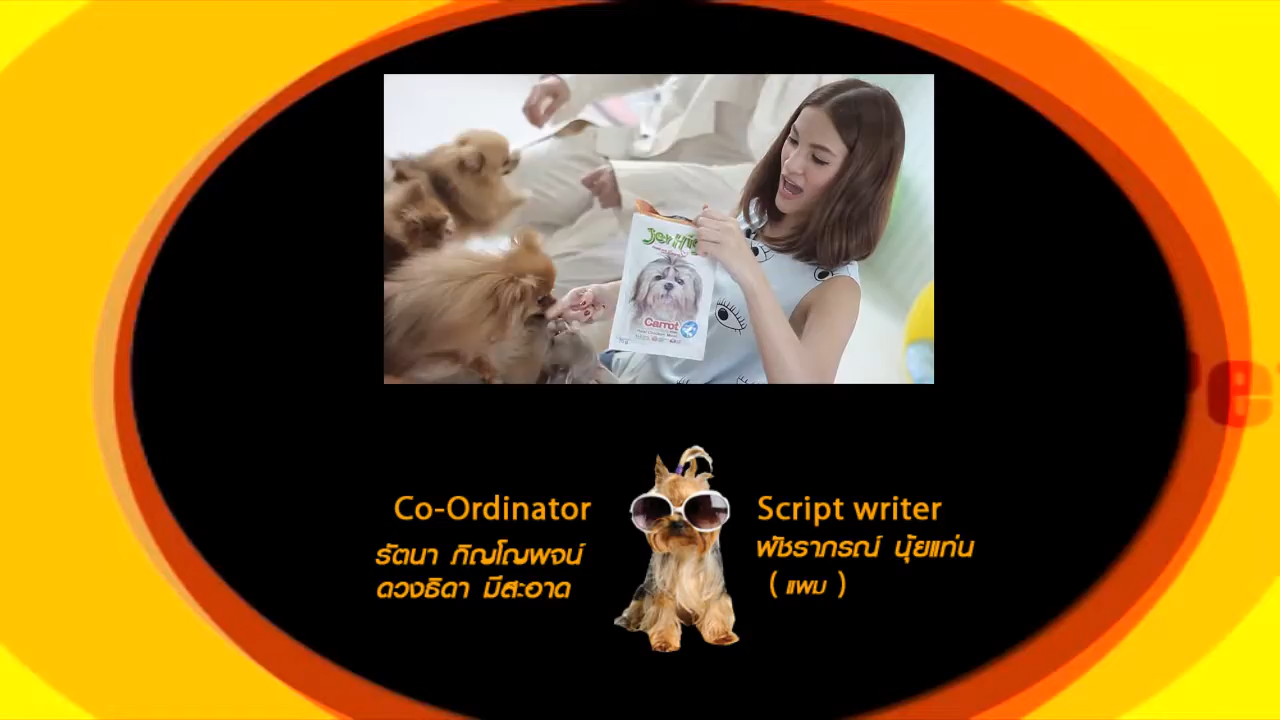 JerHig
Carrot
Co-Ordinator
รัตนา ภิญโญพจน์
ดวงธิดา มีสะอาด
Script writer
พัชราภรณ์ นุ้ยแก่น
( แพม )